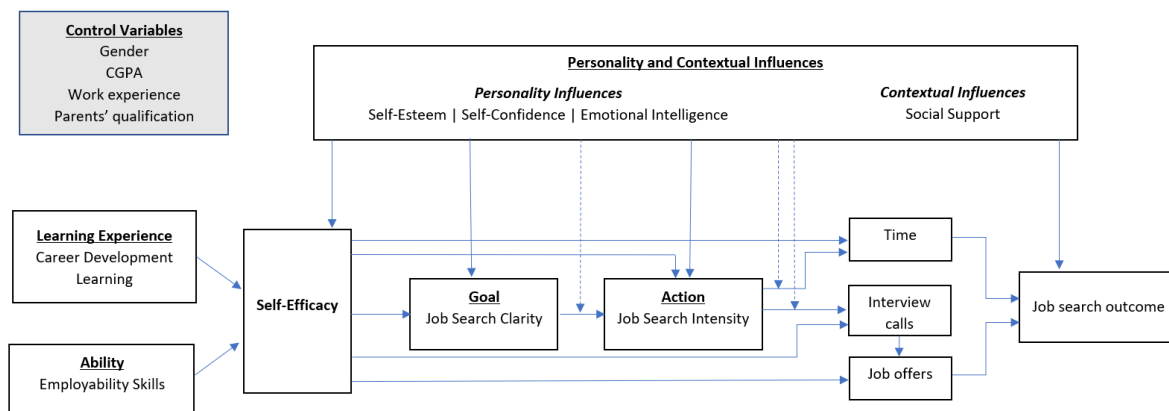 Control Variables
Gender
CGPA
Work experience
Parents' qualification
Personality and Contextual Influences
Personality Influences
Self-Esteem | Self-Confidence | Emotional Intelligence
Contextual Influences
Social Support
Learning Experience
Career Development
Learning
Ability
Employability Skills
Self-Efficacy
Goal
Job Search Clarity
Action
Job Search Intensity
Time
Interview
calls
Job offers
Job search outcome